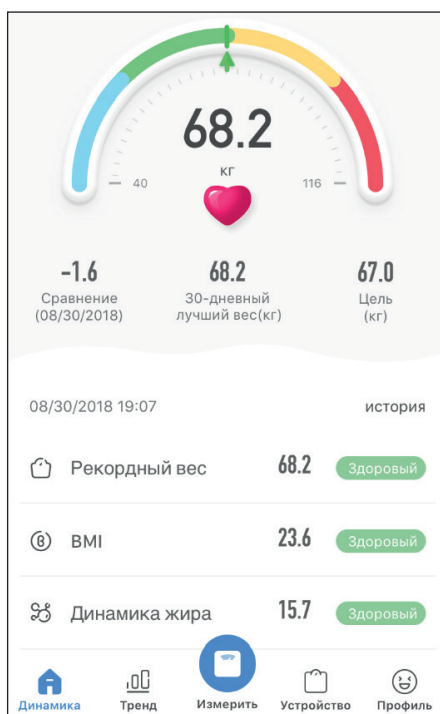 68.2
кг
40
116
-1.6
68.2
67.0
Сравнение
(08/30/2018)
30-дневный
лучший вес(кг)
Цель
(кг)
08/30/2018 19:07
история
Рекордный вес
68.2
Здоровый
BMI
23.6
Здоровый
Динамика жира
15.7
Здоровый
Динамика
Тренд
Измерить
Устройство
Профиль